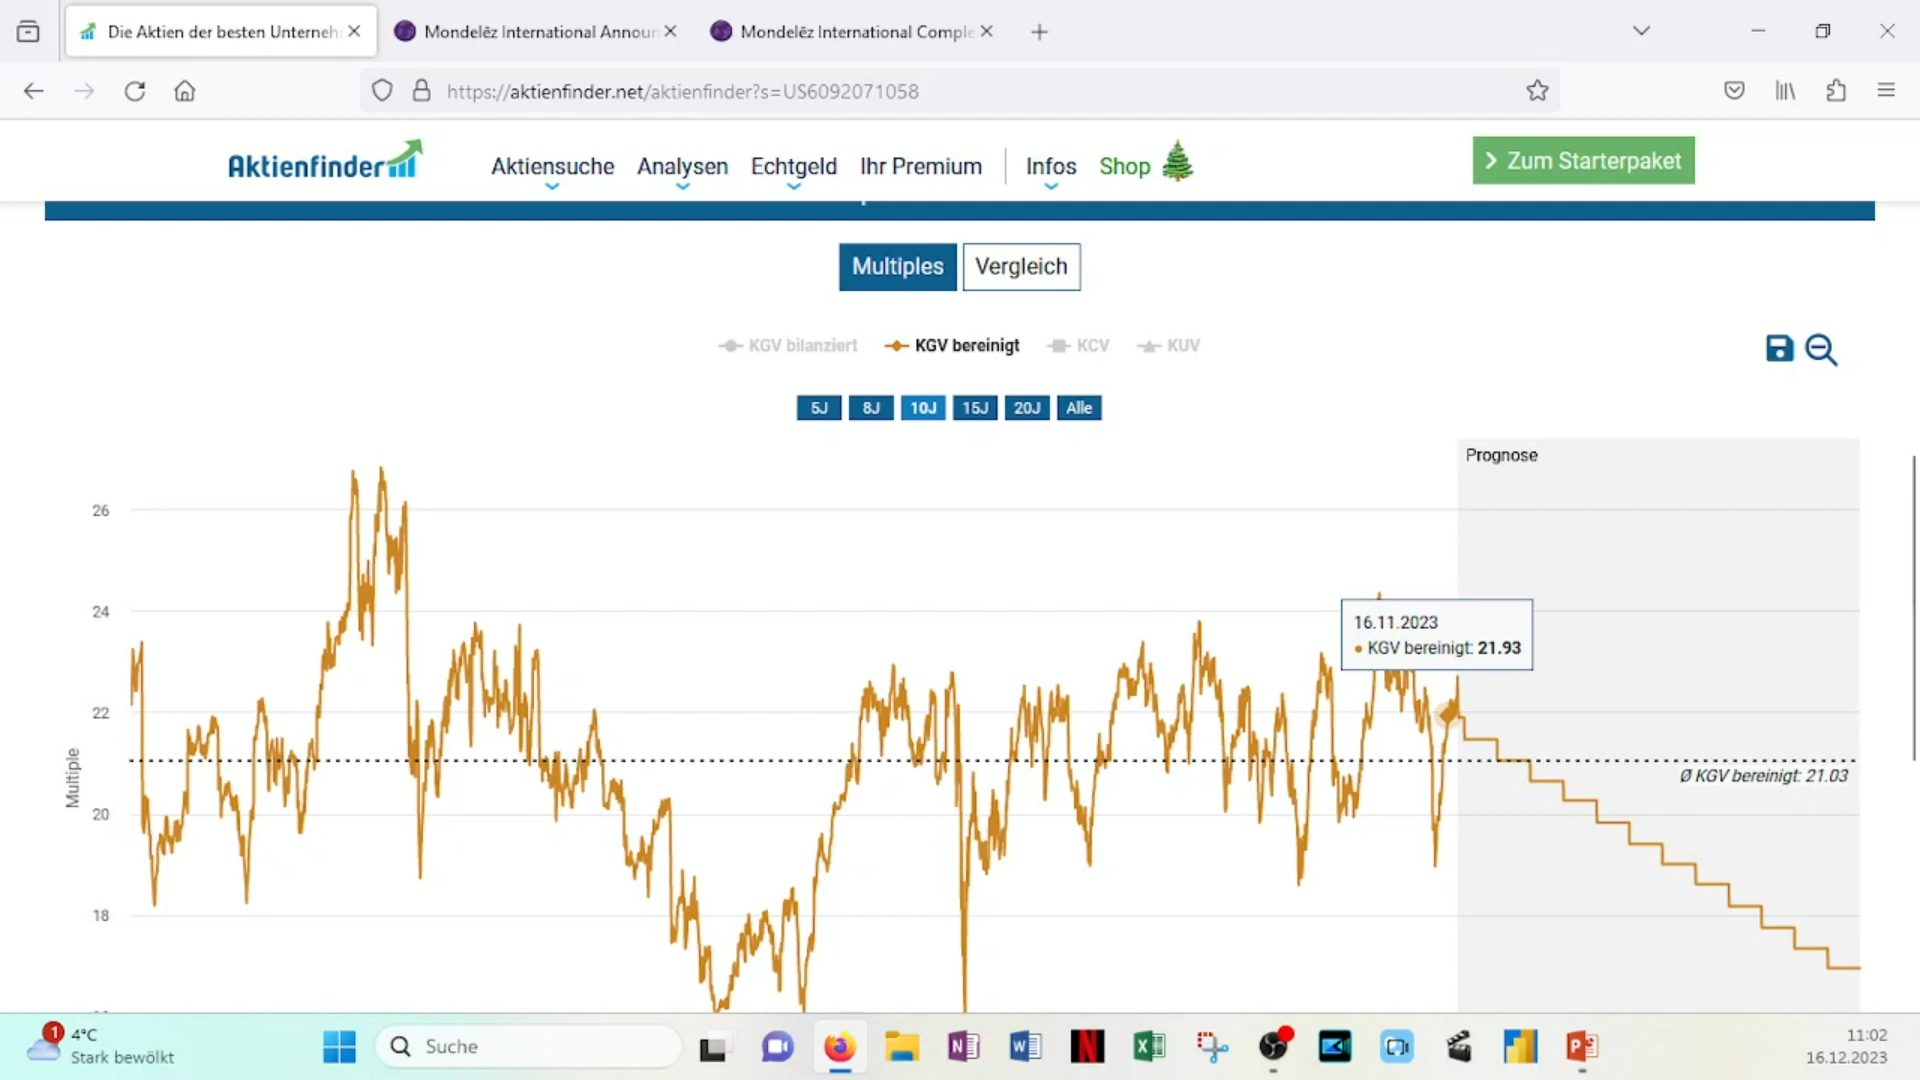 Die Aktien der besten Unterneh
Mondelēz International Announ
Mondelēz International Comple
https://aktienfinder.net/aktienfinder?s=US6092071058
Aktienfinder
Aktiensuche
Analysen
Echtgeld
Ihr Premium
Infos
Shop
Zum Starterpaket
Multiples
Vergleich
KGV bilanziert
KGV bereinigt
KCV
KUV
5J
8J
10J
15J
20J
Alle
Prognose
26
24
22
20
18
Multiple
16.11.2023
KGV bereinigt: 21.93
Ø KGV bereinigt: 21.03
1
4°C
Stark bewölkt
Suche
11:02
16.12.2023